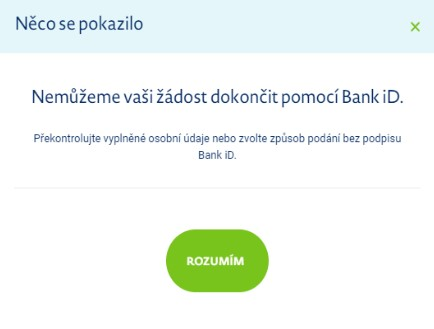 Něco se pokazilo
Nemůžeme vaši žádost dokončit pomocí Bank iD.
Překontrolujte vyplněné osobní údaje nebo zvolte způsob podání bez podpisu
Bank iD.
ROZUMÍM